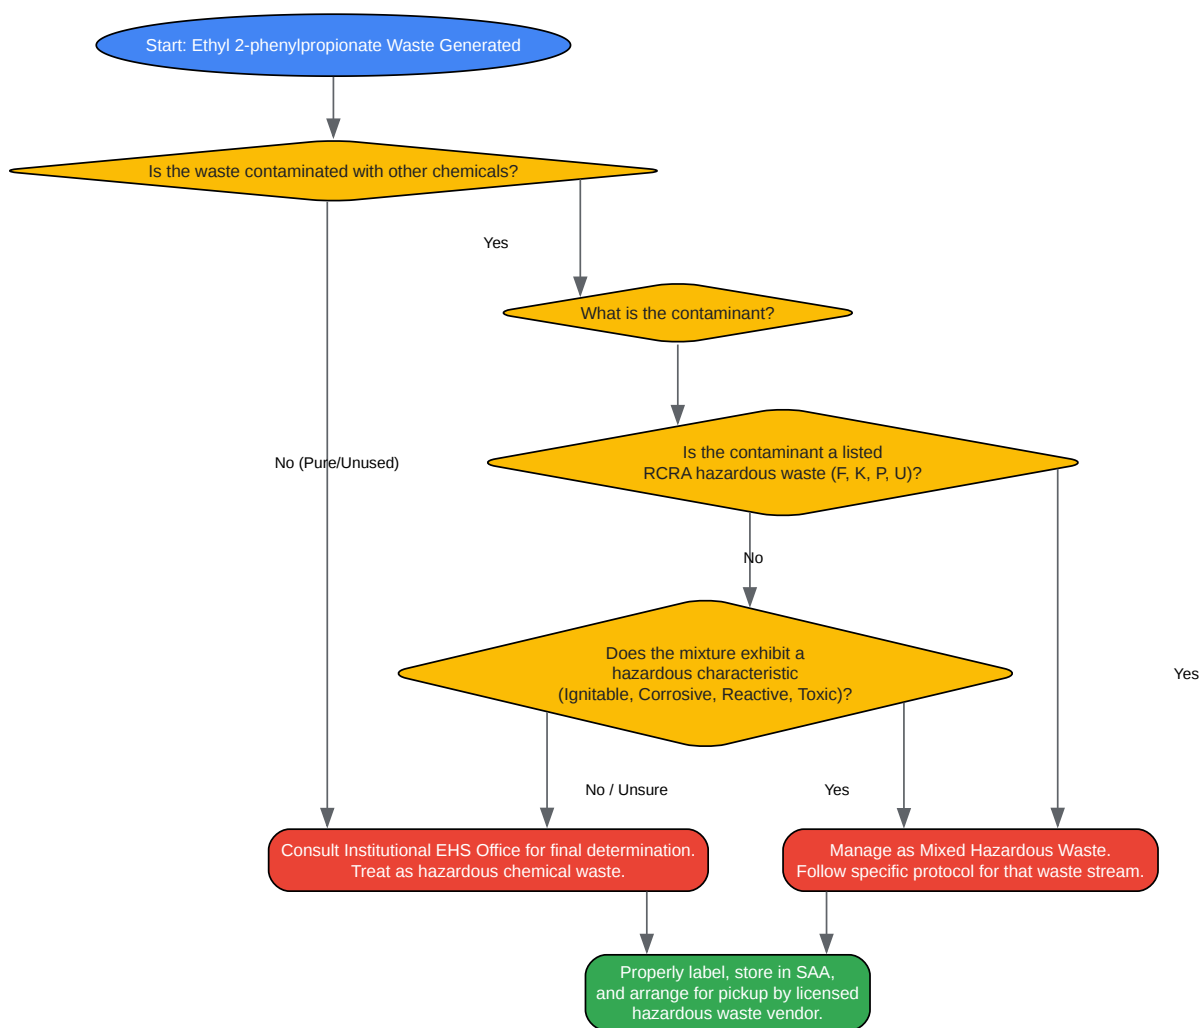 Start: Ethyl 2-phenylpropionate Waste Generated
Is the waste contaminated with other chemicals?
Yes
What is the contaminant?
Is the contaminant a listed
RCRA hazardous waste (F, K, P, U)?
No (Pure/Unused)
No
Does the mixture exhibit a
hazardous characteristic
(Ignitable, Corrosive, Reactive, Toxic)?
Yes
No / Unsure
Yes
Consult Institutional EHS Office for final determination.
Treat as hazardous chemical waste.
Manage as Mixed Hazardous Waste.
Follow specific protocol for that waste stream.
Properly label, store in SAA,
and arrange for pickup by licensed
hazardous waste vendor.